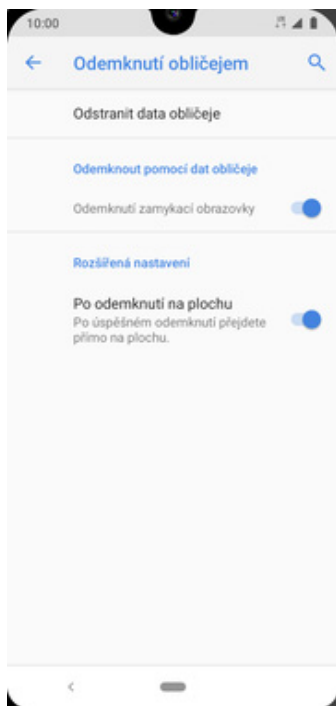 10:00
Odemknutí obličejem
Odstranit data obličeje
Odemknout pomocí dat obličeje
Odemknutí zamykací obrazovky
Rozšířená nastavení
Po odemknutí na plochu
Po úspěšném odemknutí přejdete
přímo na plochu.